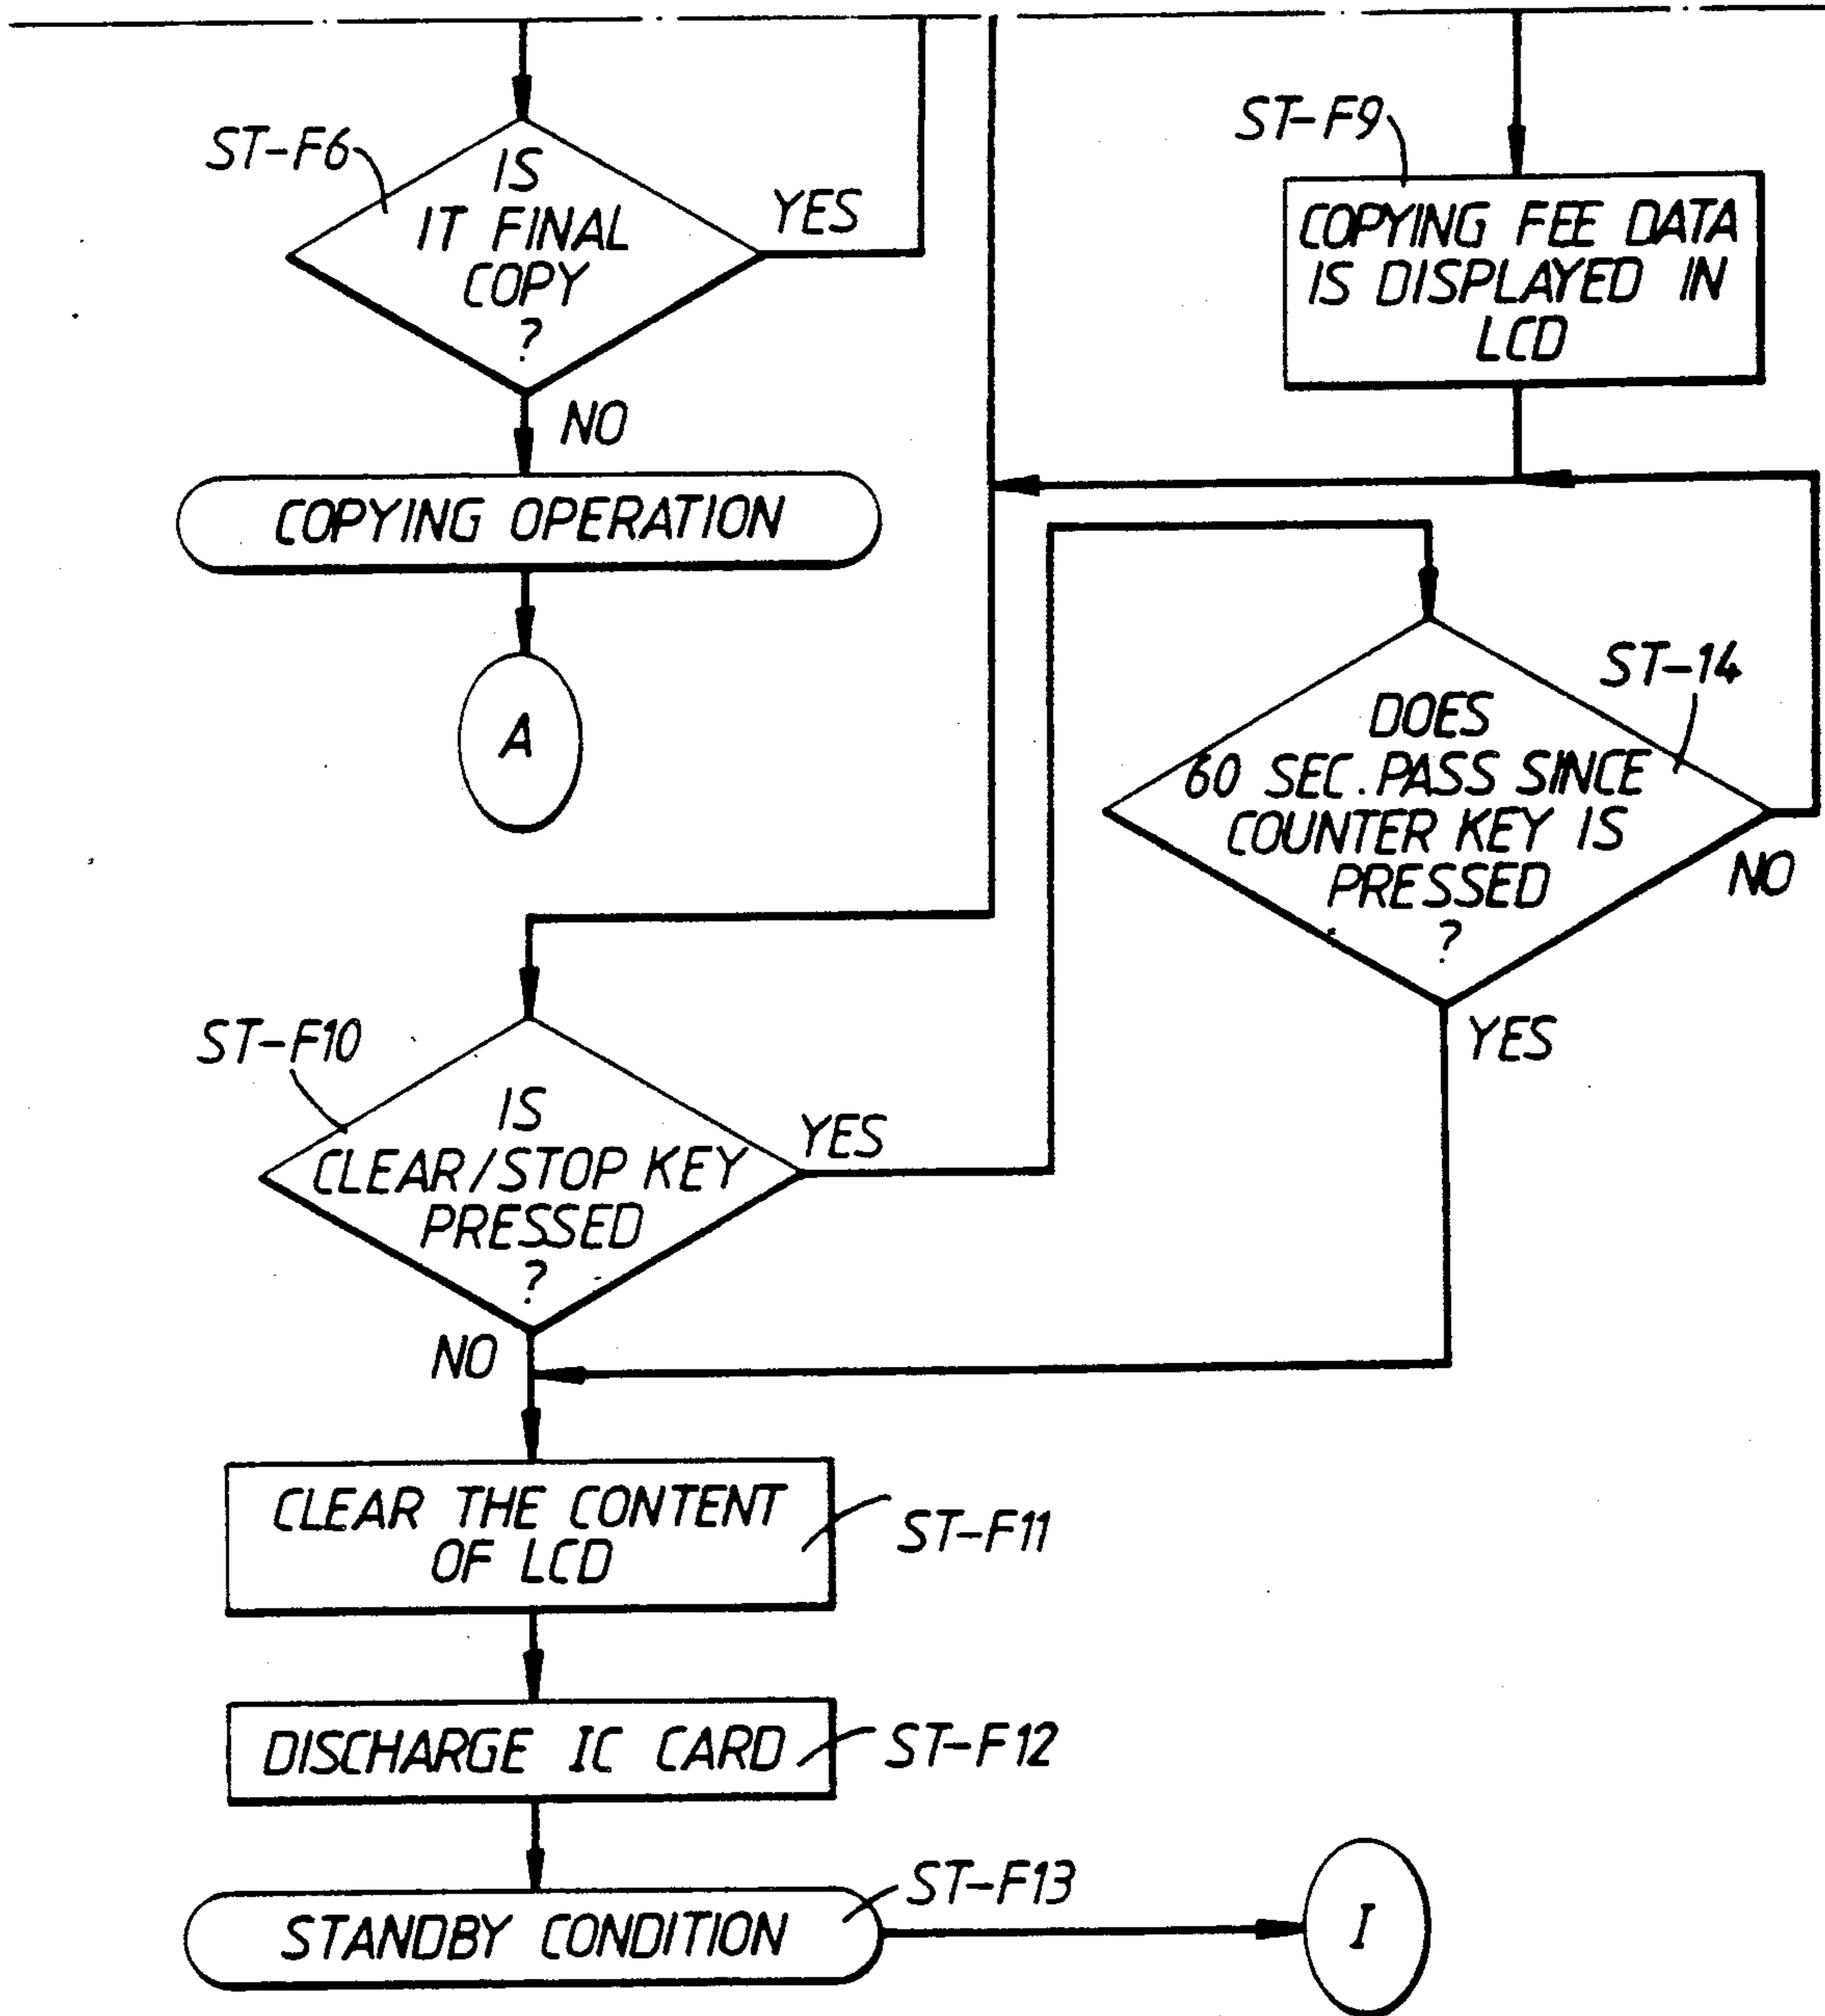 ST-F6
IS
IT FINAL
COPY
?
YES
NO
COPYING OPERATION
A
ST-F9
COPYING FEE DATA
IS DISPLAYED IN
LCD
ST-14
DOES
60 SEC. PASS SINCE
COUNTER KEY IS
PRESSED
?
NO
YES
ST-F10
IS
CLEAR/STOP KEY
PRESSED
?
YES
NO
CLEAR THE CONTENT
OF LCD
ST-F11
DISCHARGE IC CARD
ST-F12
STANDBY CONDITION
ST-F13
I